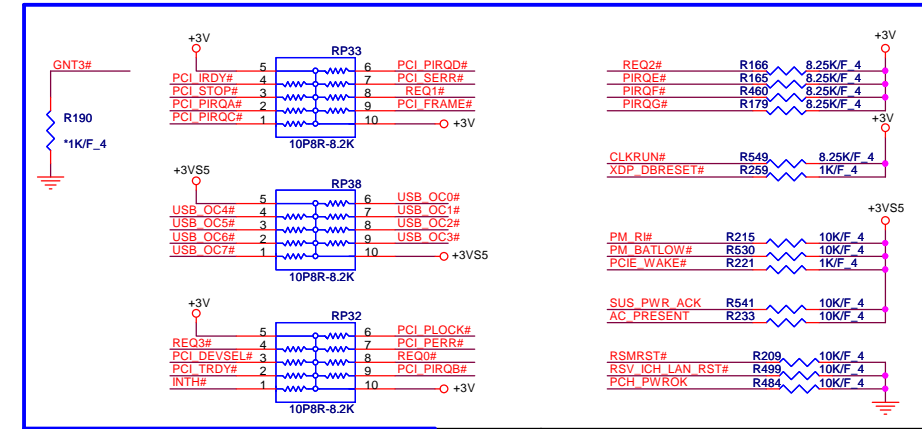 +3V
RP33
GNT3#
5 6 PCI_PIRQD#
PCI_IRDY# 4 7 PCI_SERR#
PCI_STOP# 3 8 REQ1#
PCI_PIRQA# 2 9 PCI_FRAME#
PCI_PIRQC# 1 10 +3V
10P8R-8.2K
R190
*1K/F_4
+3VS5
RP38
5 6 USB_OC0#
USB_OC4# 4 7 USB_OC1#
USB_OC5# 3 8 USB_OC2#
USB_OC6# 2 9 USB_OC3#
USB_OC7# 1 10 +3VS5
10P8R-8.2K
+3V
RP32
5 6 PCI_PLOCK#
REQ3# 4 7 PCI_PERR#
PCI_DEVSEL# 3 8 REQ0#
PCI_TRDY# 2 9 PCI_PIRQB#
INTH# 1 10 +3V
10P8R-8.2K
+3V
REQ2# R166 8.25K/F_4
PIRQE# R165 8.25K/F_4
PIRQF# R460 8.25K/F_4
PIRQG# R179 8.25K/F_4
+3V
CLKRUN# R549 8.25K/F_4
XDP_DBRESET# R259 1K/F_4
+3VS5
PM_RI# R215 10K/F_4
PM_BATLOW# R530 10K/F_4
PCIE_WAKE# R221 1K/F_4
SUS_PWR_ACK R541 10K/F_4
AC_PRESENT R233 10K/F_4
RSMRST# R209 10K/F_4
RSV_ICH_LAN_RST# R499 10K/F_4
PCH_PWROK R484 10K/F_4